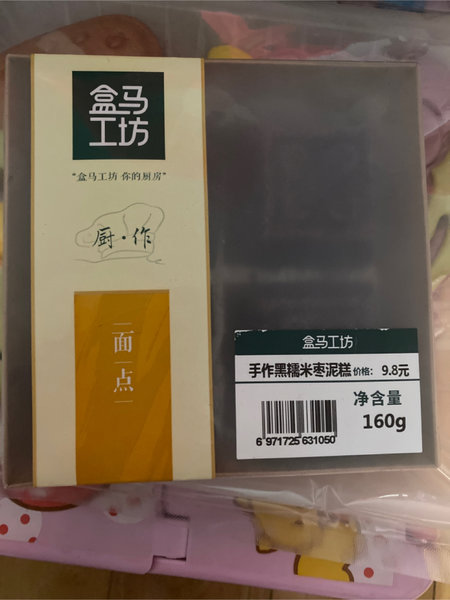 盒马
工坊
“盒马工坊 你的厨房”
厨·作
面
点
盒马工坊
手作黑糯米枣泥糕 价格： 9.8元
净含量
160g
6 971725 631050